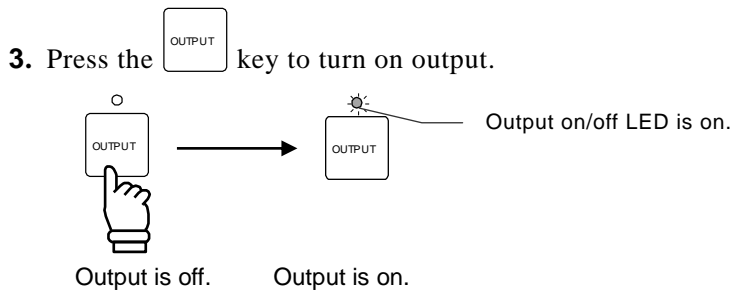 3. Press the OUTPUT key to turn on output.
OUTPUT
OUTPUT
Output on/off LED is on.
Output is off.
Output is on.